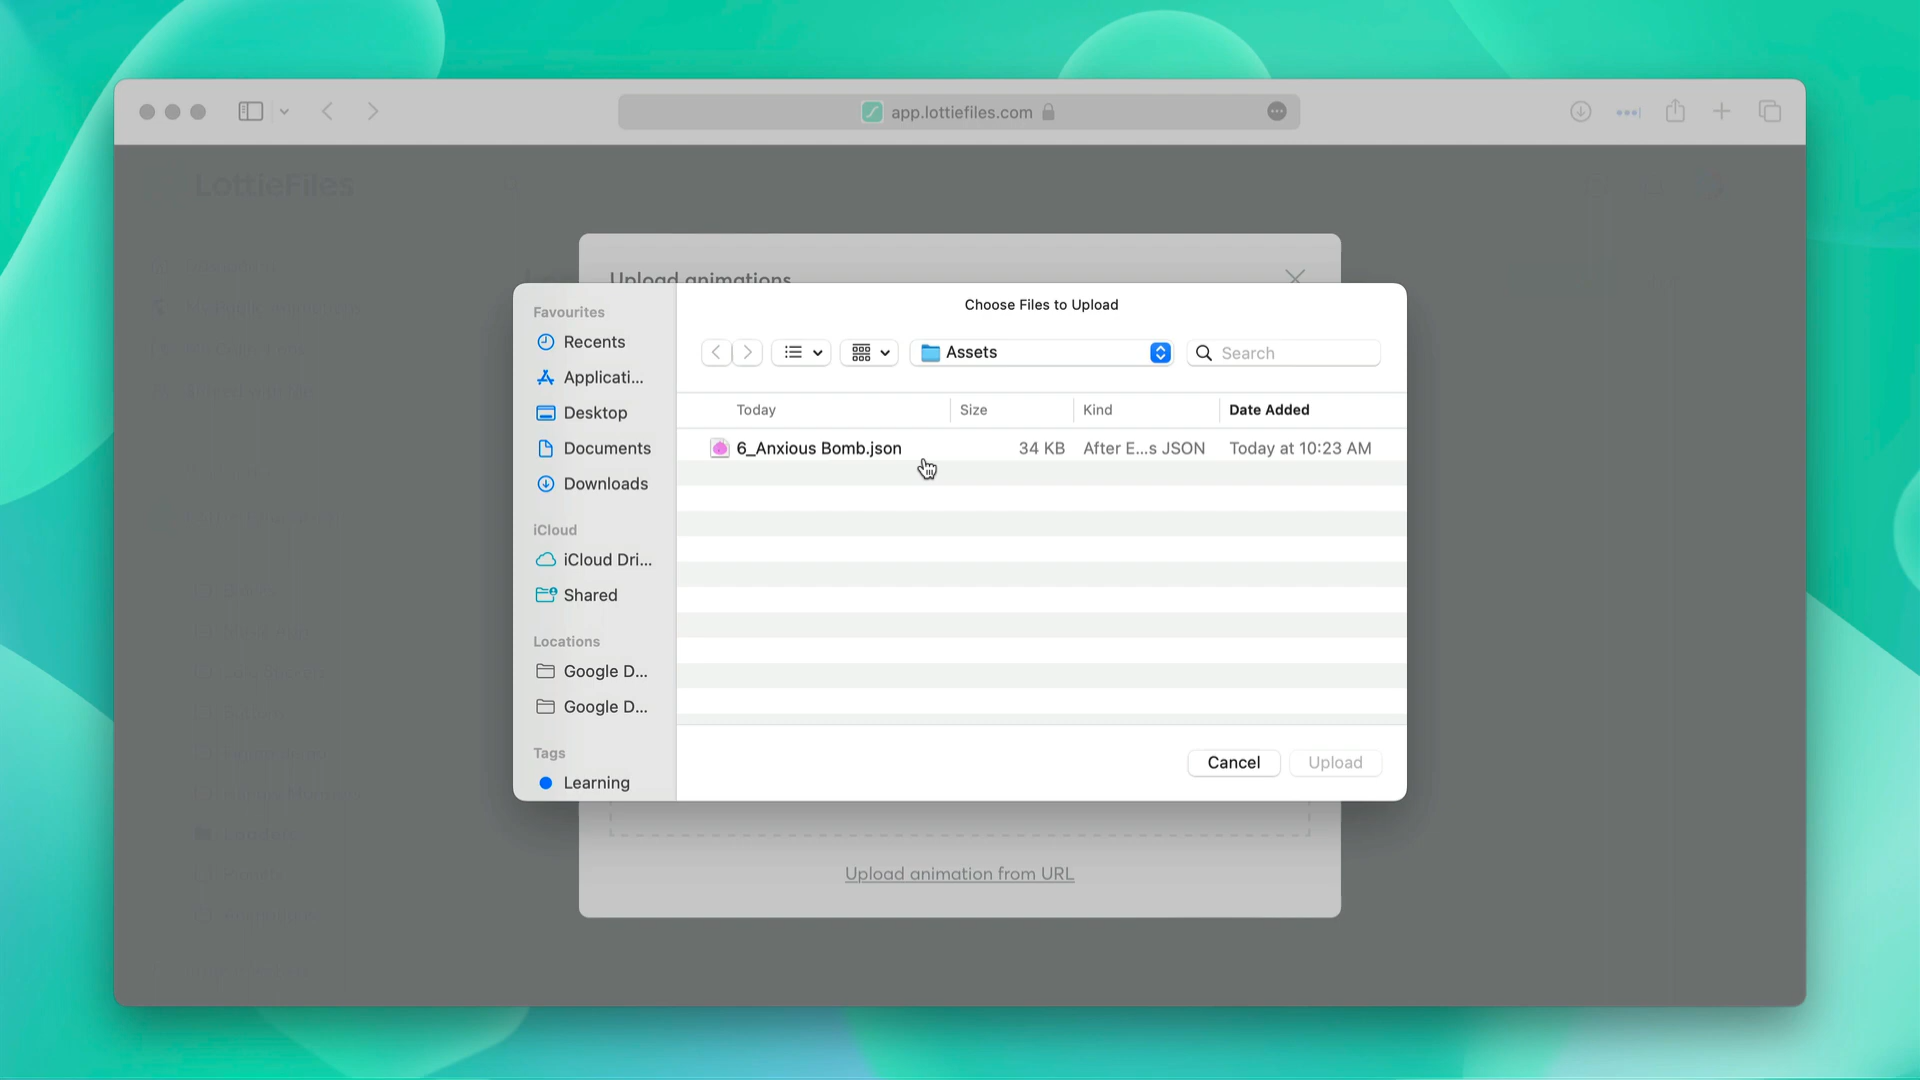 app.lottiefiles.com
LottieFiles
Upload animations
Choose Files to Upload
Favourites
Recents
Applicati...
Desktop
Documents
Downloads
iCloud
iCloud Dri...
Shared
Locations
Google D...
Google D...
Tags
Learning
Assets
Search
Today Size Kind Date Added
6_Anxious Bomb.json 34 KB After E...s JSON Today at 10:23 AM
Cancel Upload
Upload animation from URL